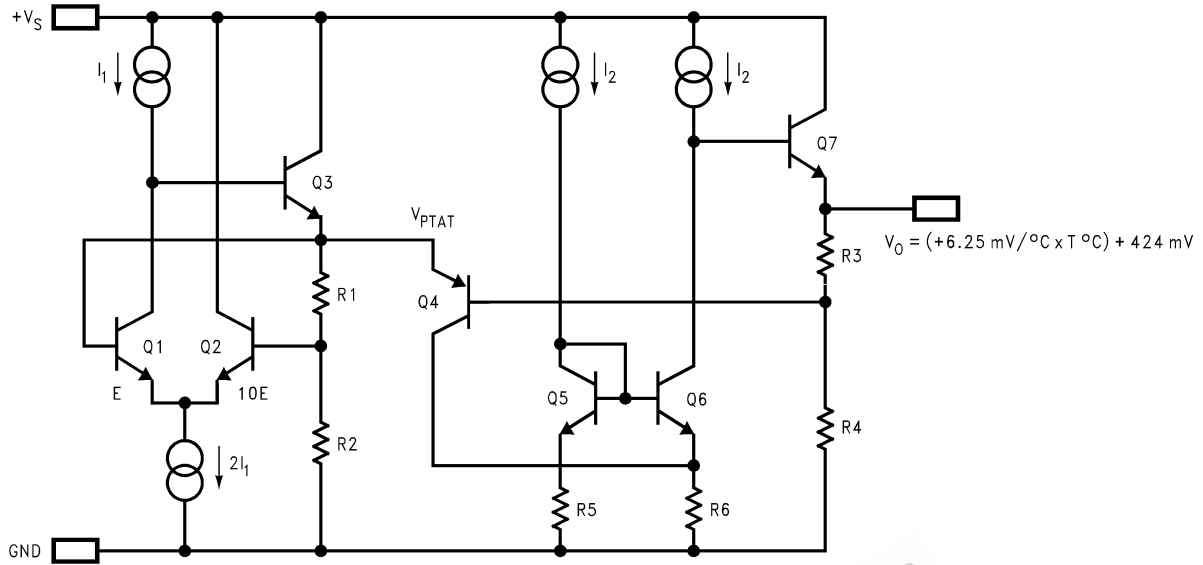 +VS
I1
I2
I2
Q7
Q3
VPTAT
VO = (+6.25 mV/°C x T °C) + 424 mV
R3
R1
Q4
Q1
Q2
E
10E
Q5
Q6
R4
R2
2I1
R5
R6
GND